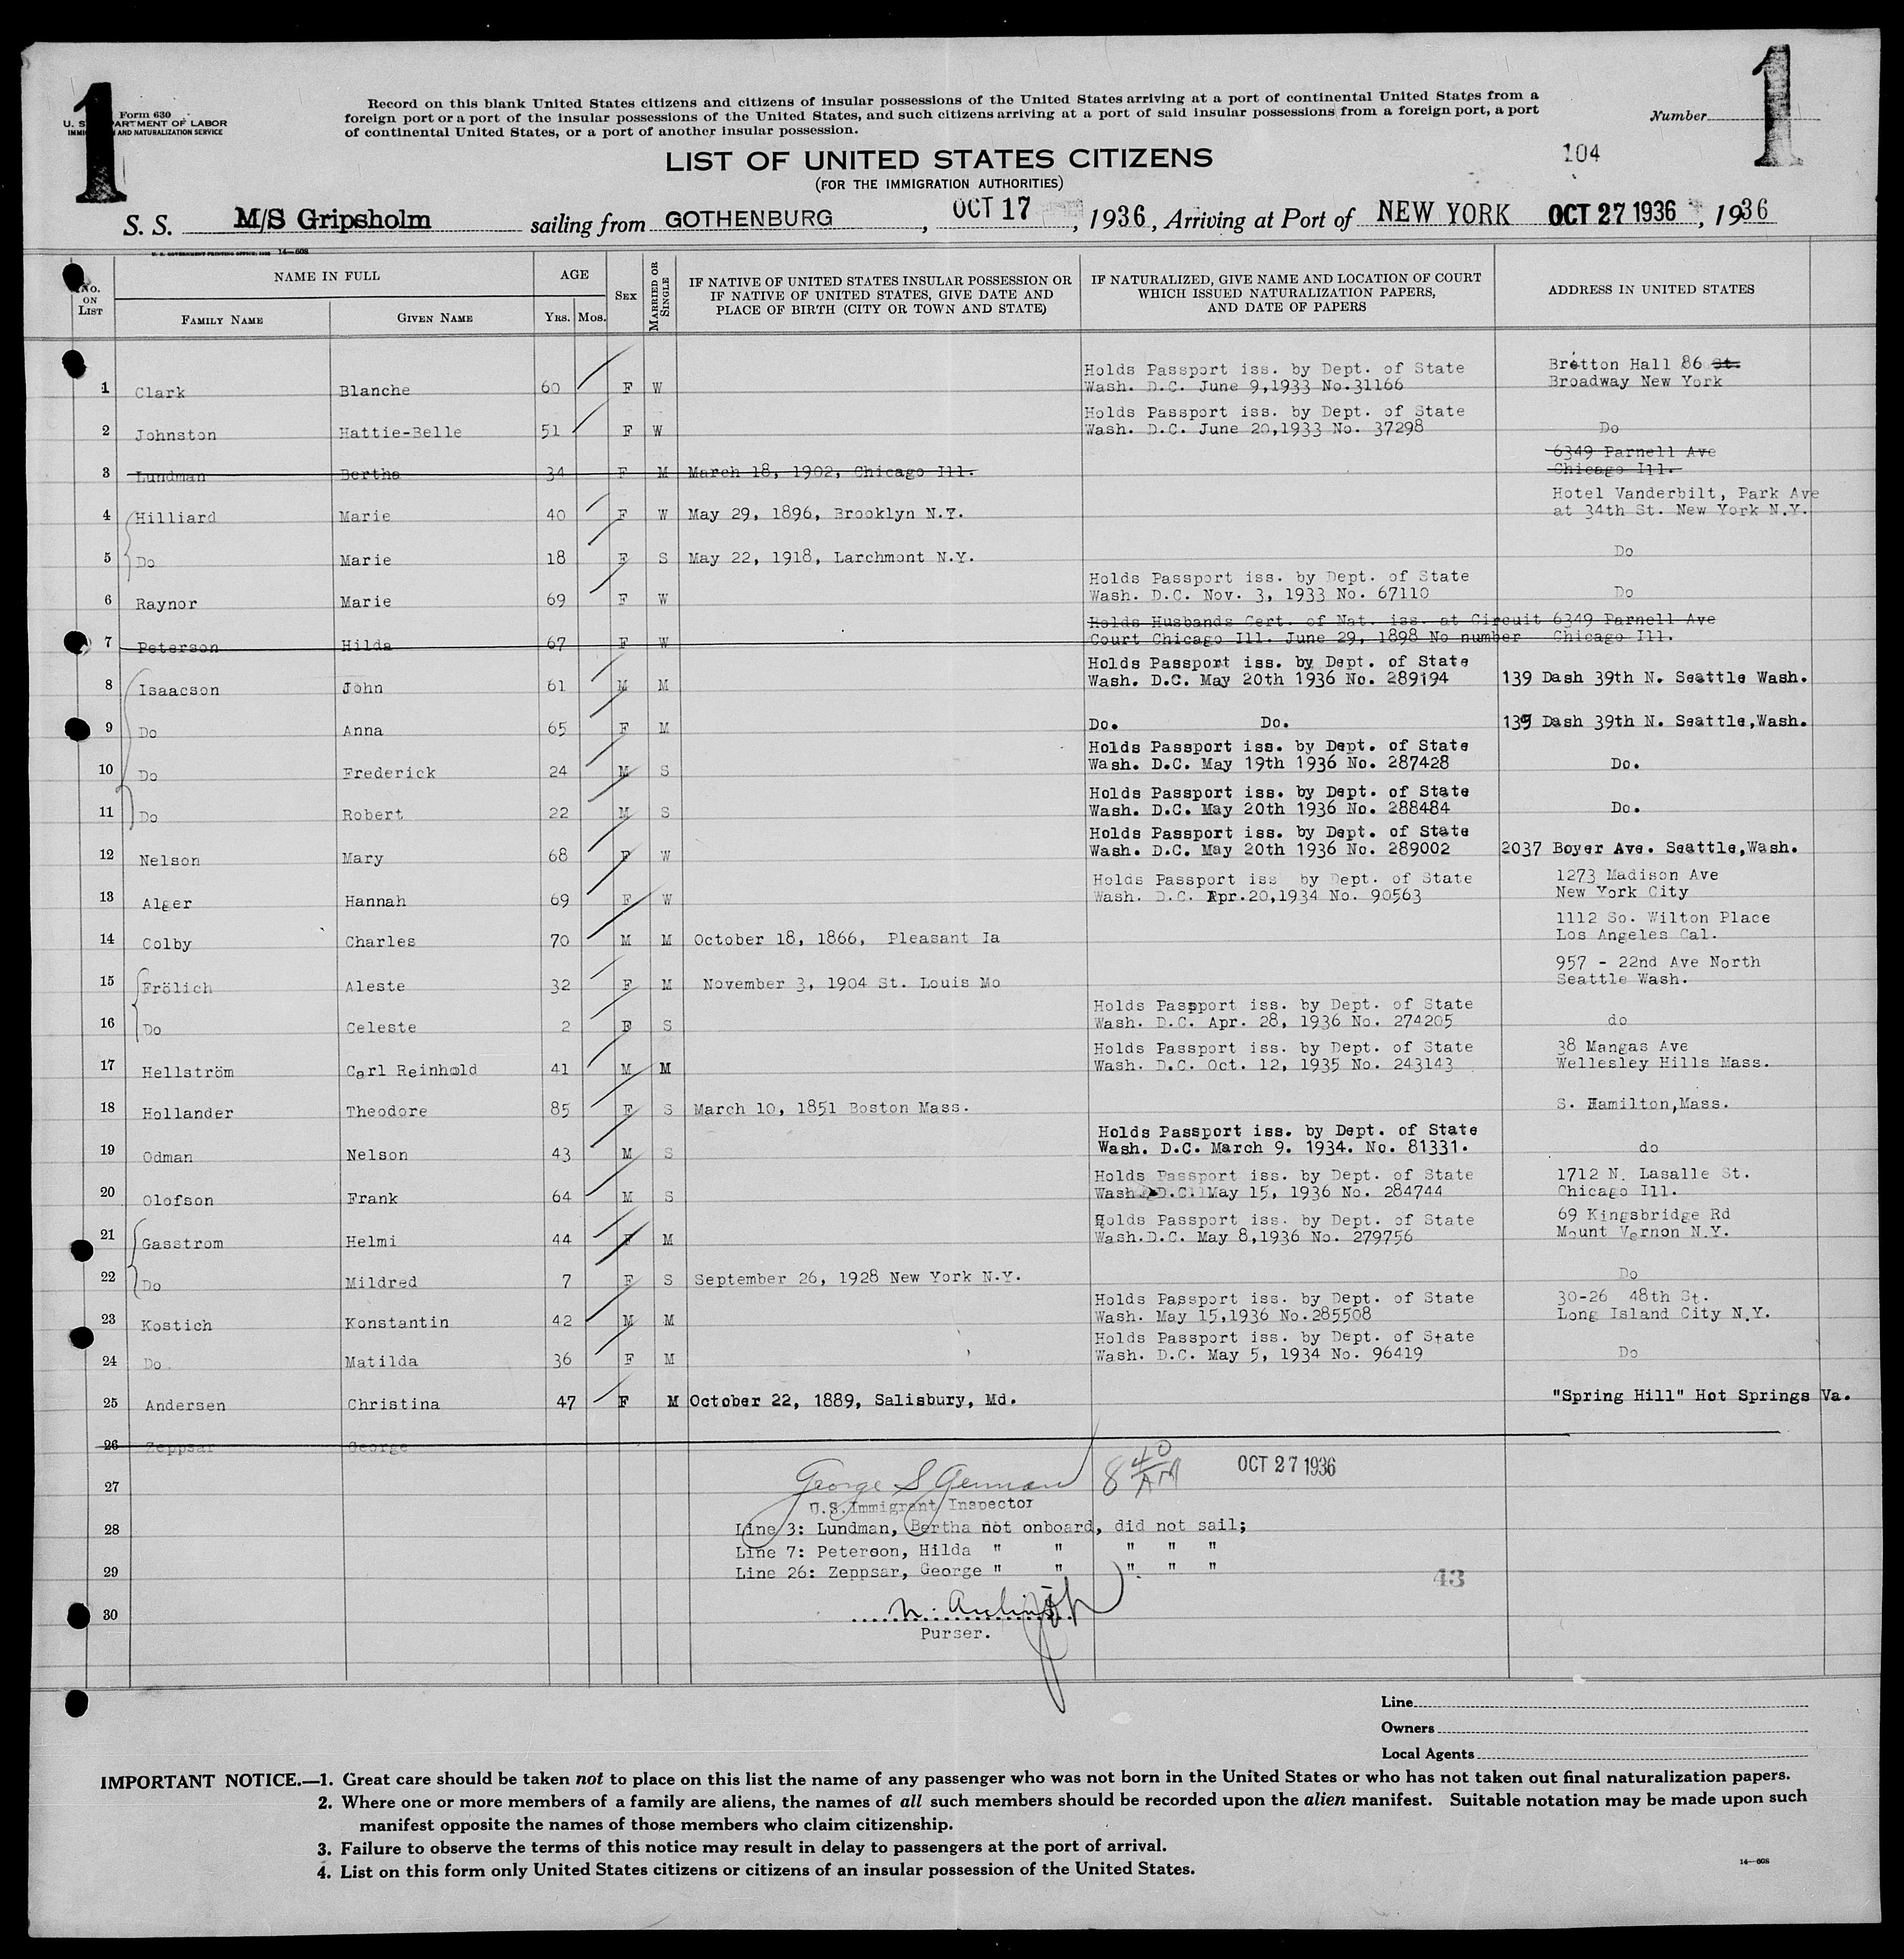 1
1
Form 630
U. S. DEPARTMENT OF LABOR
IMMIGRATION AND NATURALIZATION SERVICE
Record on this blank United States citizens and citizens of insular possessions of the United States arriving at a port of continental United States from a
foreign port or a port of the insular possessions of the United States, and such citizens arriving at a port of said insular possessions from a foreign port, a port
of continental United States, or a port of another insular possession.
Number
LIST OF UNITED STATES CITIZENS
104
(FOR THE IMMIGRATION AUTHORITIES)
S. S. M/S Gripsholm sailing from GOTHENBURG, OCT 17, 1936, Arriving at Port of NEW YORK OCT 27 1936, 1936
U. S. GOVERNMENT PRINTING OFFICE: 14—608
No. ON LIST NAME IN FULL AGE SEX MARRIED OR SINGLE IF NATIVE OF UNITED STATES INSULAR POSSESSION OR IF NATIVE OF UNITED STATES, GIVE DATE AND PLACE OF BIRTH (CITY OR TOWN AND STATE) IF NATURALIZED, GIVE NAME AND LOCATION OF COURT WHICH ISSUED NATURALIZATION PAPERS, AND DATE OF PAPERS ADDRESS IN UNITED STATES
FAMILY NAME GIVEN NAME YRS. MOS.
Holds Passport iss. by Dept. of State Bretton Hall 86 St.
1 Clark Blanche 60 F W Wash. D.C. June 9,1933 No.31166 Broadway New York
Holds Passport iss. by Dept. of State
2 Johnston Hattie-Belle 51 F W Wash. D.C. June 20,1933 No. 37298 Do
6349 Parnell Ave
3 Lundman Bertha 34 F M March 18, 1902, Chicago Ill. Chicago Ill.
Hotel Vanderbilt, Park Ave
4 Hilliard Marie 40 F W May 29, 1896, Brooklyn N.Y. at 34th St. New York N.Y.
5 Do Marie 18 F S May 22, 1918, Larchmont N.Y. Do
Holds Passport iss. by Dept. of State
6 Raynor Marie 69 F W Wash. D.C. Nov. 3, 1933 No. 67110 Do
Holds Husbands Cert. of Nat. iss. at Circuit 6349 Parnell Ave
7 Peterson Hilda 67 F W Court Chicago Ill. June 29, 1898 No number Chicago Ill.
Holds Passport iss. by Dept. of State
8 Isaacson John 61 M M Wash. D.C. May 20th 1936 No. 289194 139 Dash 39th N. Seattle Wash.
9 Do Anna 65 F M Do. Do. 139 Dash 39th N. Seattle,Wash.
Holds Passport iss. by Dept. of State
10 Do Frederick 24 M S Wash. D.C. May 19th 1936 No. 287428 Do.
Holds Passport iss. by Dept. of State
11 Do Robert 22 M S Wash. D.C. May 20th 1936 No. 288484 Do.
Holds Passport iss. by Dept. of State
12 Nelson Mary 68 F W Wash. D.C. May 20th 1936 No. 289002 2037 Boyer Ave. Seattle,Wash.
Holds Passport iss by Dept. of State 1273 Madison Ave
13 Alger Hannah 69 F W Wash. D.C. Apr.20,1934 No. 90563 New York City
1112 So. Wilton Place
14 Colby Charles 70 M M October 18, 1866, Pleasant Ia Los Angeles Cal.
957 - 22nd Ave North
15 Frölich Aleste 32 F M November 3, 1904 St. Louis Mo Seattle Wash.
Holds Passport iss. by Dept. of State
16 Do Celeste 2 F S Wash. D.C. Apr. 28, 1936 No. 274205 do
Holds Passport iss. by Dept. of State 38 Mangas Ave
17 Hellström Carl Reinhold 41 M M Wash. D.C. Oct. 12, 1935 No. 243143 Wellesley Hills Mass.
18 Hollander Theodore 85 F S March 10, 1851 Boston Mass. S. Hamilton,Mass.
Holds Passport iss. by Dept. of State
19 Odman Nelson 43 M S Wash. D.C. March 9. 1934. No. 81331. do
Holds Passport iss. by Dept. of State 1712 N. Lasalle St.
20 Olofson Frank 64 M S Wash. D.C. May 15, 1936 No. 284744 Chicago Ill.
Holds Passport iss. by Dept. of State 69 Kingsbridge Rd
21 Gasstrom Helmi 44 F M Wash.D.C. May 8,1936 No. 279756 Mount Vernon N.Y.
22 Do Mildred 7 F S September 26, 1928 New York N.Y. Do
Holds Passport iss. by Dept. of State 30-26 48th St.
23 Kostich Konstantin 42 M M Wash. May 15,1936 No.285508 Long Island City N.Y.
Holds Passport iss. by Dept. of State
24 Do Matilda 36 F M Wash. D.C. May 5, 1934 No. 96419 Do
25 Andersen Christina 47 F M October 22, 1889, Salisbury, Md. "Spring Hill" Hot Springs Va.
26 Zeppsar George
27 George S German 8 40 AM OCT 27 1936
U.S.Immigrant Inspector
28 Line 3: Lundman, Bertha not onboard, did not sail;
Line 7: Peterson, Hilda " " " " "
29 Line 26: Zeppsar, George " " " " "
43
30
Purser.
Line
Owners
Local Agents
IMPORTANT NOTICE.—1. Great care should be taken not to place on this list the name of any passenger who was not born in the United States or who has not taken out final naturalization papers.
2. Where one or more members of a family are aliens, the names of all such members should be recorded upon the alien manifest. Suitable notation may be made upon such
manifest opposite the names of those members who claim citizenship.
3. Failure to observe the terms of this notice may result in delay to passengers at the port of arrival.
4. List on this form only United States citizens or citizens of an insular possession of the United States.
14—608